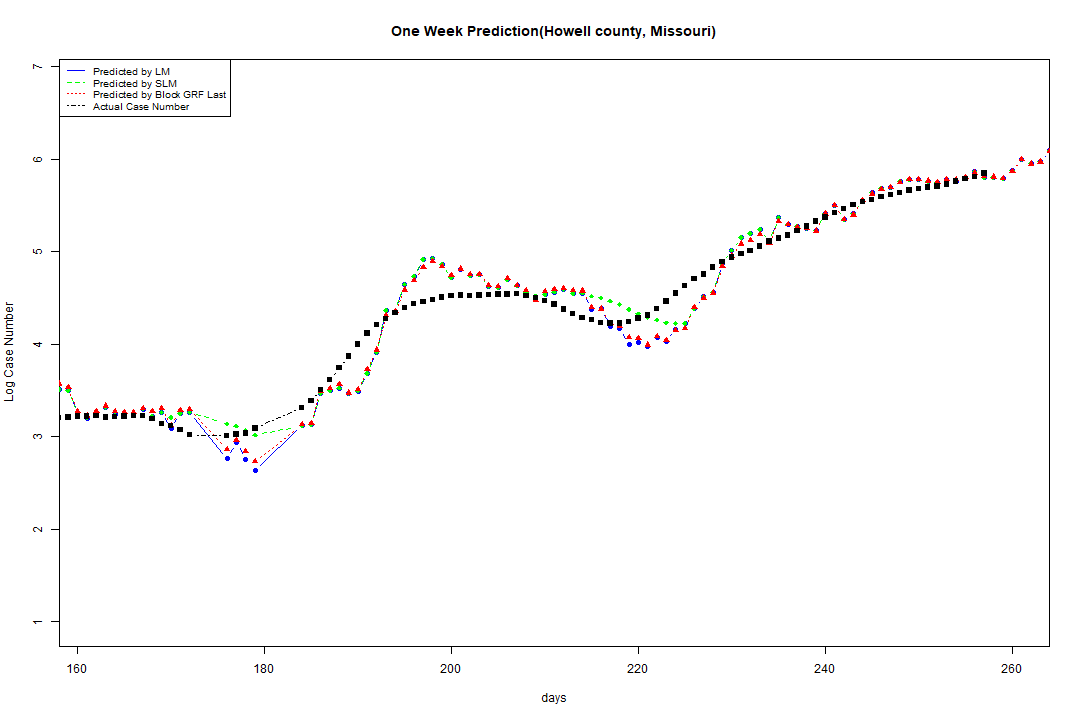 One Week Prediction(Howell county, Missouri)
Predicted by LM
Predicted by SLM
Predicted by Block GRF Last
Actual Case Number
7
6
5
4
3
2
1
Log Case Number
160 180 200 220 240 260
days